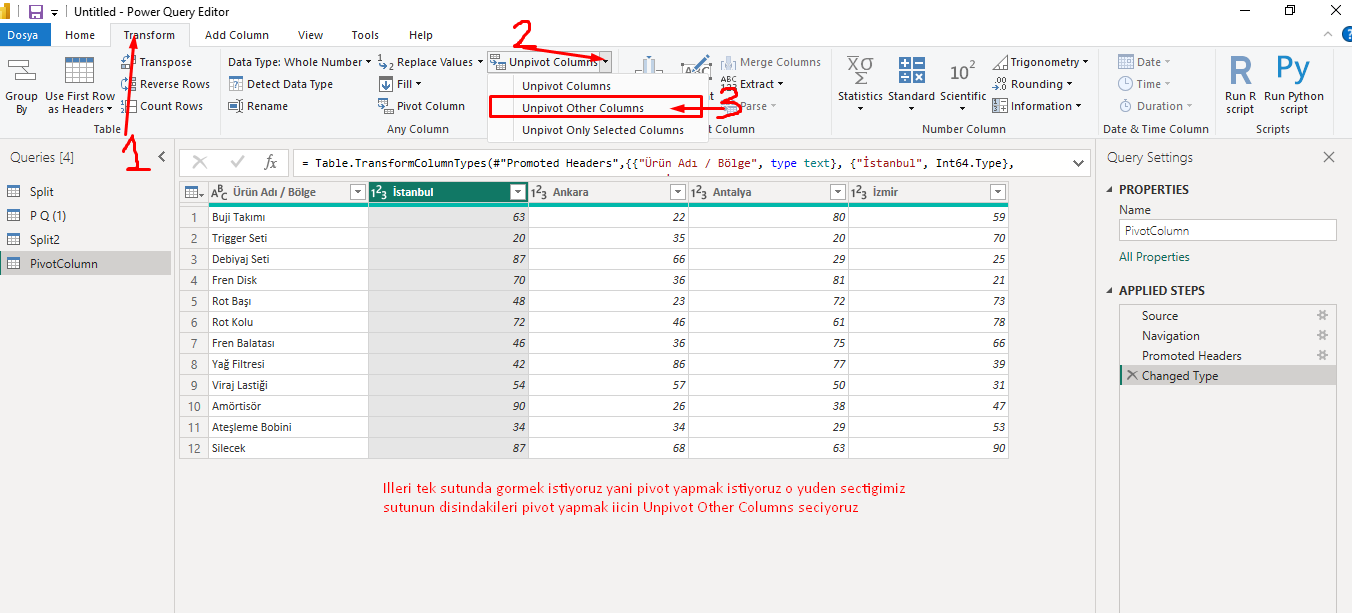 Untitled - Power Query Editor
Dosya Home Transform Add Column View Tools Help
1 2 3
Group By
Use First Row as Headers
Transpose
Reverse Rows
Count Rows
Table
Data Type: Whole Number
Detect Data Type
Rename
Replace Values
Fill
Pivot Column
Any Column
Unpivot Columns
Unpivot Columns
Unpivot Other Columns
Unpivot Only Selected Columns
Merge Columns
Extract
Parse
Column
Statistics
Standard
Scientific
Trigonometry
Rounding
Information
Number Column
Date
Time
Duration
Date & Time Column
Run R script
Run Python script
Scripts
Queries [4]
Split
P Q (1)
Split2
PivotColumn
= Table.TransformColumnTypes(#"Promoted Headers",{{"Ürün Adı / Bölge", type text}, {"İstanbul", Int64.Type},
Ürün Adı / Bölge İstanbul Ankara Antalya İzmir
1 Buji Takımı 63 22 80 59
2 Trigger Seti 20 35 20 70
3 Debiyaj Seti 87 66 29 25
4 Fren Disk 70 36 81 21
5 Rot Başı 48 23 72 73
6 Rot Kolu 72 46 61 78
7 Fren Balatası 46 36 75 66
8 Yağ Filtresi 42 86 77 39
9 Viraj Lastiği 54 57 50 31
10 Amörtisör 90 26 38 47
11 Ateşleme Bobini 34 34 29 53
12 Silecek 87 68 63 90
Illeri tek sutunda gormek istiyoruz yani pivot yapmak istiyoruz o yuden sectigimiz
sutunun disindakileri pivot yapmak iicin Unpivot Other Columns seciyoruz
Query Settings
PROPERTIES
Name
PivotColumn
All Properties
APPLIED STEPS
Source
Navigation
Promoted Headers
Changed Type